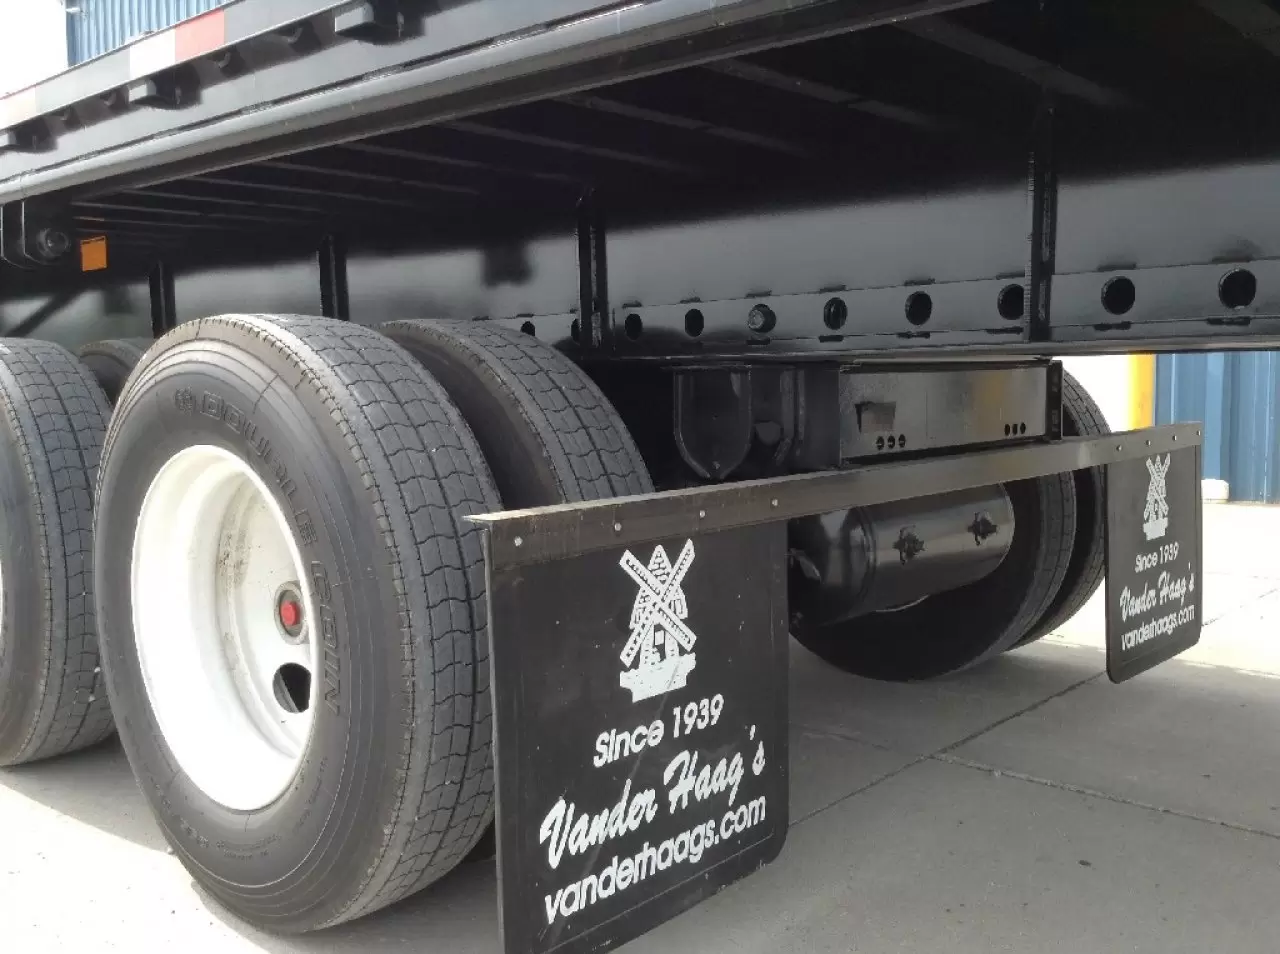 DOUBLE COIN
Since 1939
Vander Haag's
vanderhaags.com
Since 1939
Vander Haag's
vanderhaags.com